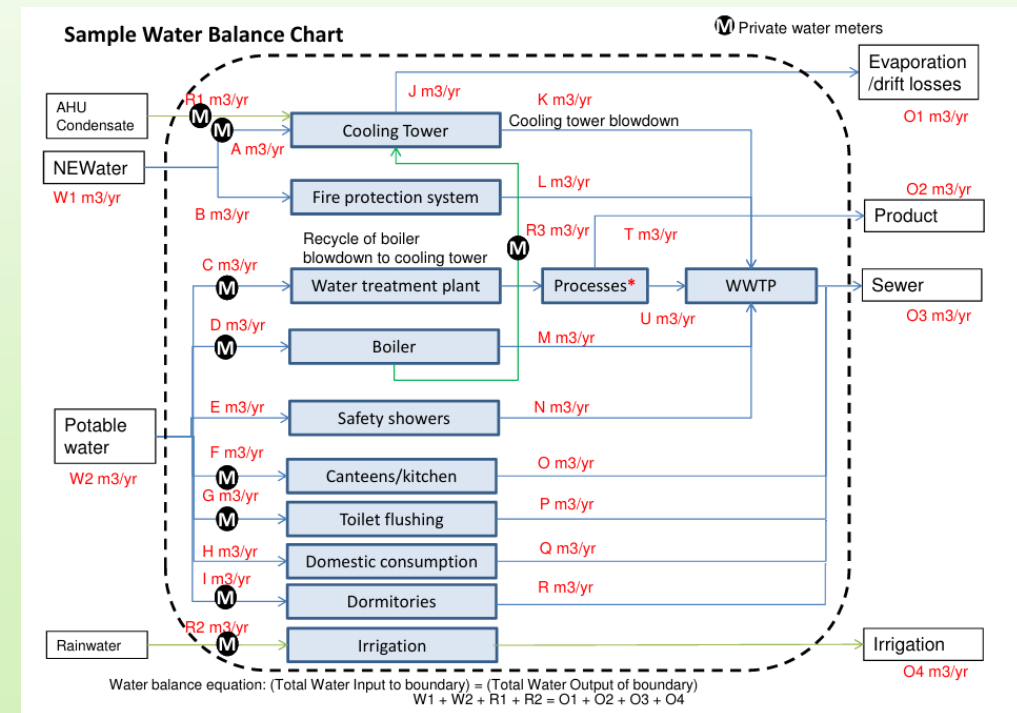 Sample Water Balance Chart
M Private water meters
AHU
Condensate
R1 m3/yr
NEWater
W1 m3/yr
A m3/yr
B m3/yr
Cooling Tower
J m3/yr
K m3/yr
Cooling tower blowdown
Evaporation
/drift losses
O1 m3/yr
Fire protection system
L m3/yr
O2 m3/yr
Product
Recycle of boiler
blowdown to cooling tower
R3 m3/yr
T m3/yr
C m3/yr
Water treatment plant
Processes*
U m3/yr
WWTP
Sewer
O3 m3/yr
D m3/yr
Boiler
M m3/yr
Potable
water
W2 m3/yr
E m3/yr
Safety showers
N m3/yr
F m3/yr
Canteens/kitchen
O m3/yr
G m3/yr
Toilet flushing
P m3/yr
H m3/yr
Domestic consumption
Q m3/yr
I m3/yr
Dormitories
R m3/yr
Rainwater
R2 m3/yr
Irrigation
Irrigation
O4 m3/yr
M
M
M
M
M
M
M
M
M
Water balance equation: (Total Water Input to boundary) = (Total Water Output of boundary)
W1 + W2 + R1 + R2 = O1 + O2 + O3 + O4